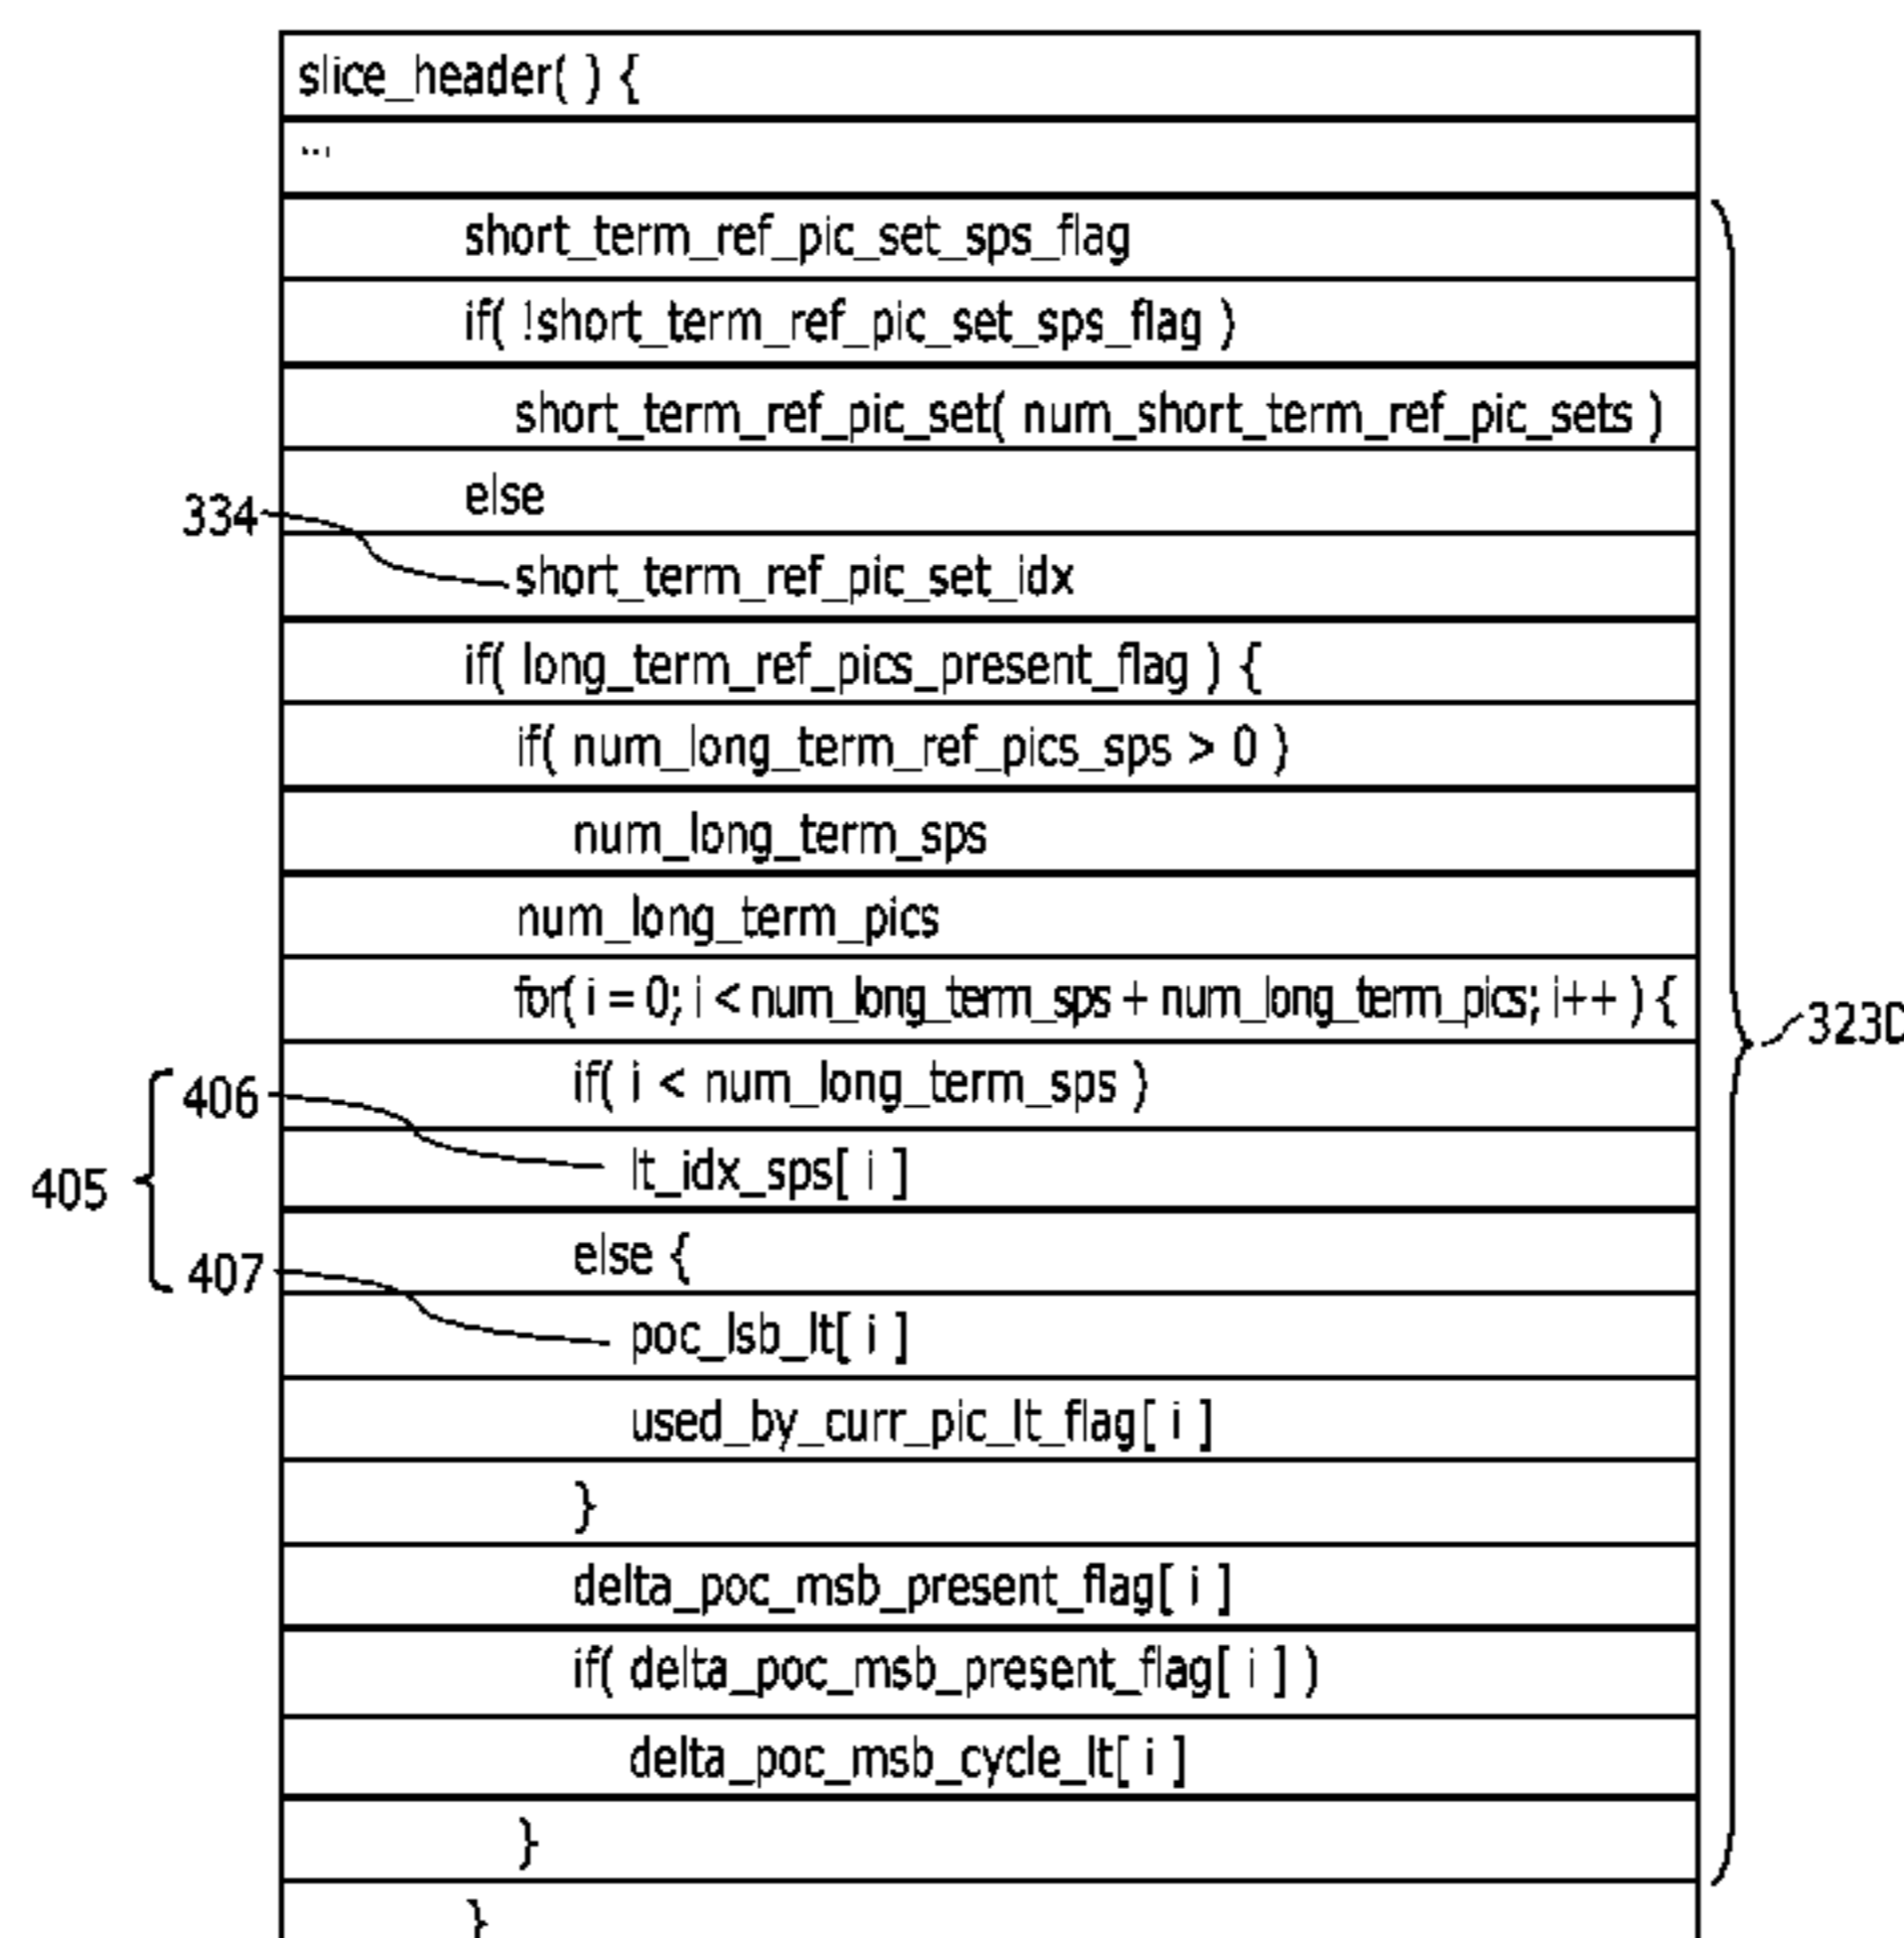 slice_header( ) {
...
short_term_ref_pic_set_sps_flag
if( !short_term_ref_pic_set_sps_flag )
short_term_ref_pic_set( num_short_term_ref_pic_sets )
else
334
short_term_ref_pic_set_idx
if( long_term_ref_pics_present_flag ) {
if( num_long_term_ref_pics_sps > 0 )
num_long_term_sps
num_long_term_pics
for( i = 0; i < num_long_term_sps + num_long_term_pics; i++ ) {
323D
if( i < num_long_term_sps )
406
lt_idx_sps[ i ]
405
else {
407
poc_lsb_lt[ i ]
used_by_curr_pic_lt_flag[ i ]
}
delta_poc_msb_present_flag[ i ]
if( delta_poc_msb_present_flag[ i ] )
delta_poc_msb_cycle_lt[ i ]
}
}